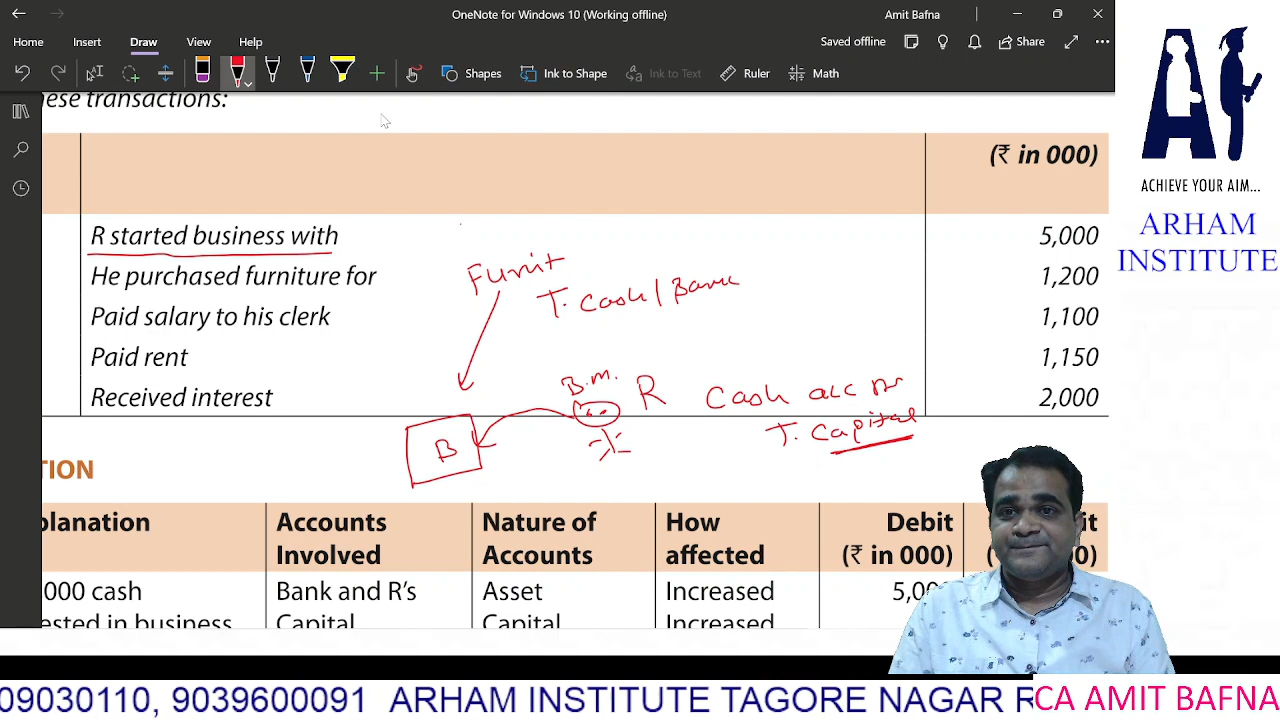 OneNote for Windows 10 (Working offline)
Amit Bafna
Home Insert Draw View Help
Saved offline
Share
Shapes
Ink to Shape
Ink to Text
Ruler
Math
hese transactions:
(₹ in 000)
R started business with 5,000
He purchased furniture for 1,200
Paid salary to his clerk 1,100
Paid rent 1,150
Received interest 2,000
Funit
T. Cash / Bank
B.M.
R
Cash acc Dr
T. Capital
B
TION
planation
Accounts Involved
Nature of Accounts
How affected
Debit (₹ in 000)
000 cash
Bank and R's
Asset
Increased
5,00
ested in business
Capital
Capital
Increased
ACHIEVE YOUR AIM...
ARHAM
INSTITUTE
09030110, 9039600091 ARHAM INSTITUTE TAGORE NAGAR R
CA AMIT BAFNA